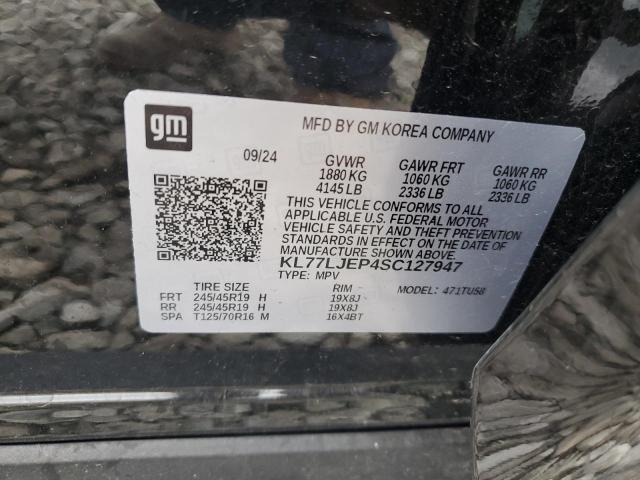 gm
MFD BY GM KOREA COMPANY
09/24 GVWR GAWR FRT GAWR RR
1880 KG 1060 KG 1060 KG
4145 LB 2336 LB 2336 LB
THIS VEHICLE CONFORMS TO ALL
APPLICABLE U.S. FEDERAL MOTOR
VEHICLE SAFETY AND THEFT PREVENTION
STANDARDS IN EFFECT ON THE DATE OF
MANUFACTURE SHOWN ABOVE.
KL77LJEP4SC127947
TYPE: MPV MODEL: 471TU58
TIRE SIZE RIM
FRT 245/45R19 H 19X8J
RR 245/45R19 H 19X8J
SPA T125/70R16 M 16X4BT